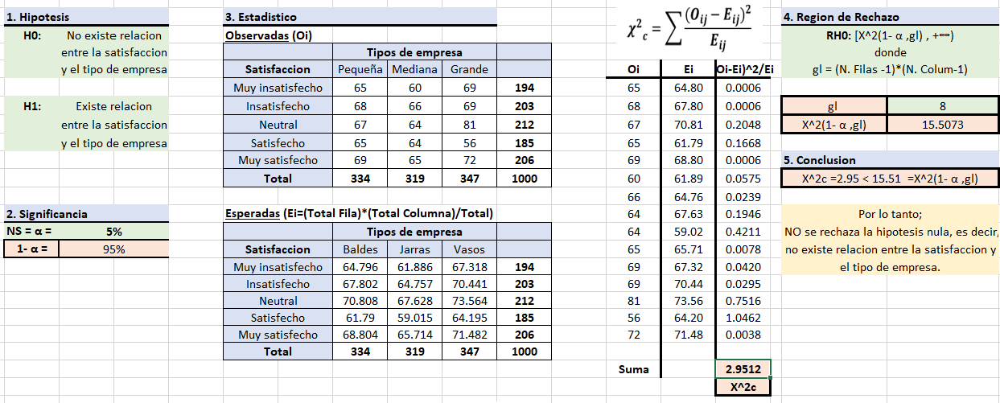 1. Hipotesis
H0: No existe relacion
entre la satisfaccion
y el tipo de empresa
H1: Existe relacion
entre la satisfaccion
y el tipo de empresa
2. Significancia
NS = α = 5%
1- α = 95%
3. Estadistico
Observadas (Oi)
Tipos de empresa
Satisfaccion Pequeña Mediana Grande
Muy insatisfecho 65 60 69 194
Insatisfecho 68 66 69 203
Neutral 67 64 81 212
Satisfecho 65 64 56 185
Muy satisfecho 69 65 72 206
Total 334 319 347 1000
Esperadas (Ei=(Total Fila)*(Total Columna)/Total)
Tipos de empresa
Satisfaccion Baldes Jarras Vasos
Muy insatisfecho 64.796 61.886 67.318 194
Insatisfecho 67.802 64.757 70.441 203
Neutral 70.808 67.628 73.564 212
Satisfecho 61.79 59.015 64.195 185
Muy satisfecho 68.804 65.714 71.482 206
Total 334 319 347 1000
χ²c = ∑ (Oij − Eij)² / Eij
Oi Ei Oi-Ei)^2/Ei
65 64.80 0.0006
68 67.80 0.0006
67 70.81 0.2048
65 61.79 0.1668
69 68.80 0.0006
60 61.89 0.0575
66 64.76 0.0239
64 67.63 0.1946
64 59.02 0.4211
65 65.71 0.0078
69 67.32 0.0420
69 70.44 0.0295
81 73.56 0.7516
56 64.20 1.0462
72 71.48 0.0038
Suma 2.9512
X^2c
4. Region de Rechazo
RH0: [X^2(1- α ,gl) , +∞)
donde
gl = (N. Filas -1)*(N. Colum-1)
gl 8
X^2(1- α ,gl) 15.5073
5. Conclusion
X^2c =2.95 < 15.51 =X^2(1- α ,gl)
Por lo tanto;
NO se rechaza la hipotesis nula, es decir,
no existe relacion entre la satisfaccion y
el tipo de empresa.